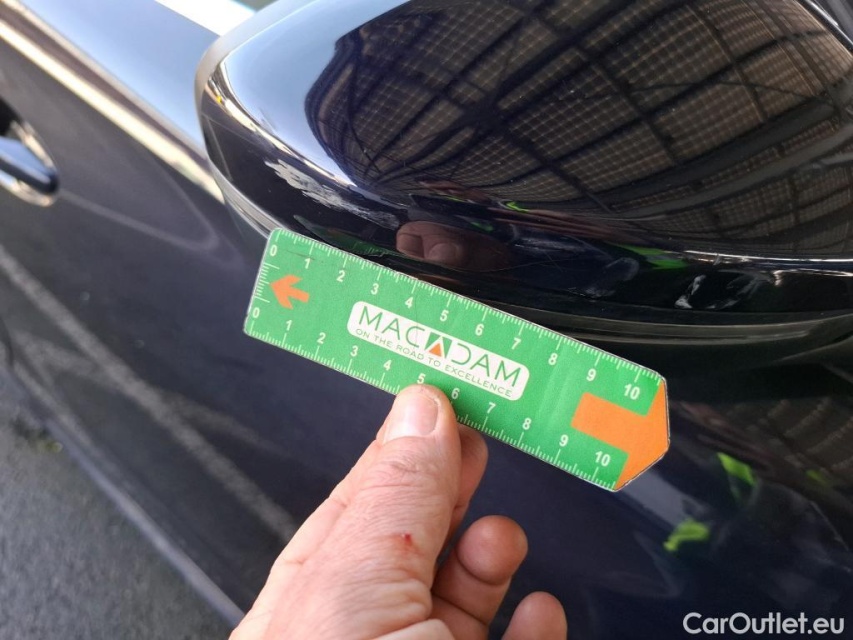 0 1 2 3 4 5 6 7 8 9 10
MACADAM
ON THE ROAD TO EXCELLENCE
0 1 2 3 4 5 6 7 8 9 10
CarOutlet.eu